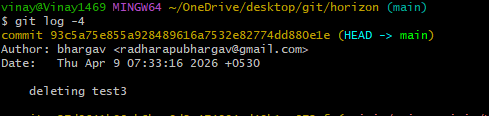 vinay@Vinay1469 MINGW64 ~/OneDrive/desktop/git/horizon (main)
$ git log -4
commit 93c5a75e855a928489616a7532e82774dd880e1e (HEAD -> main)
Author: bhargav <radharapubhargav@gmail.com>
Date:   Thu Apr 9 07:33:16 2026 +0530
    deleting test3